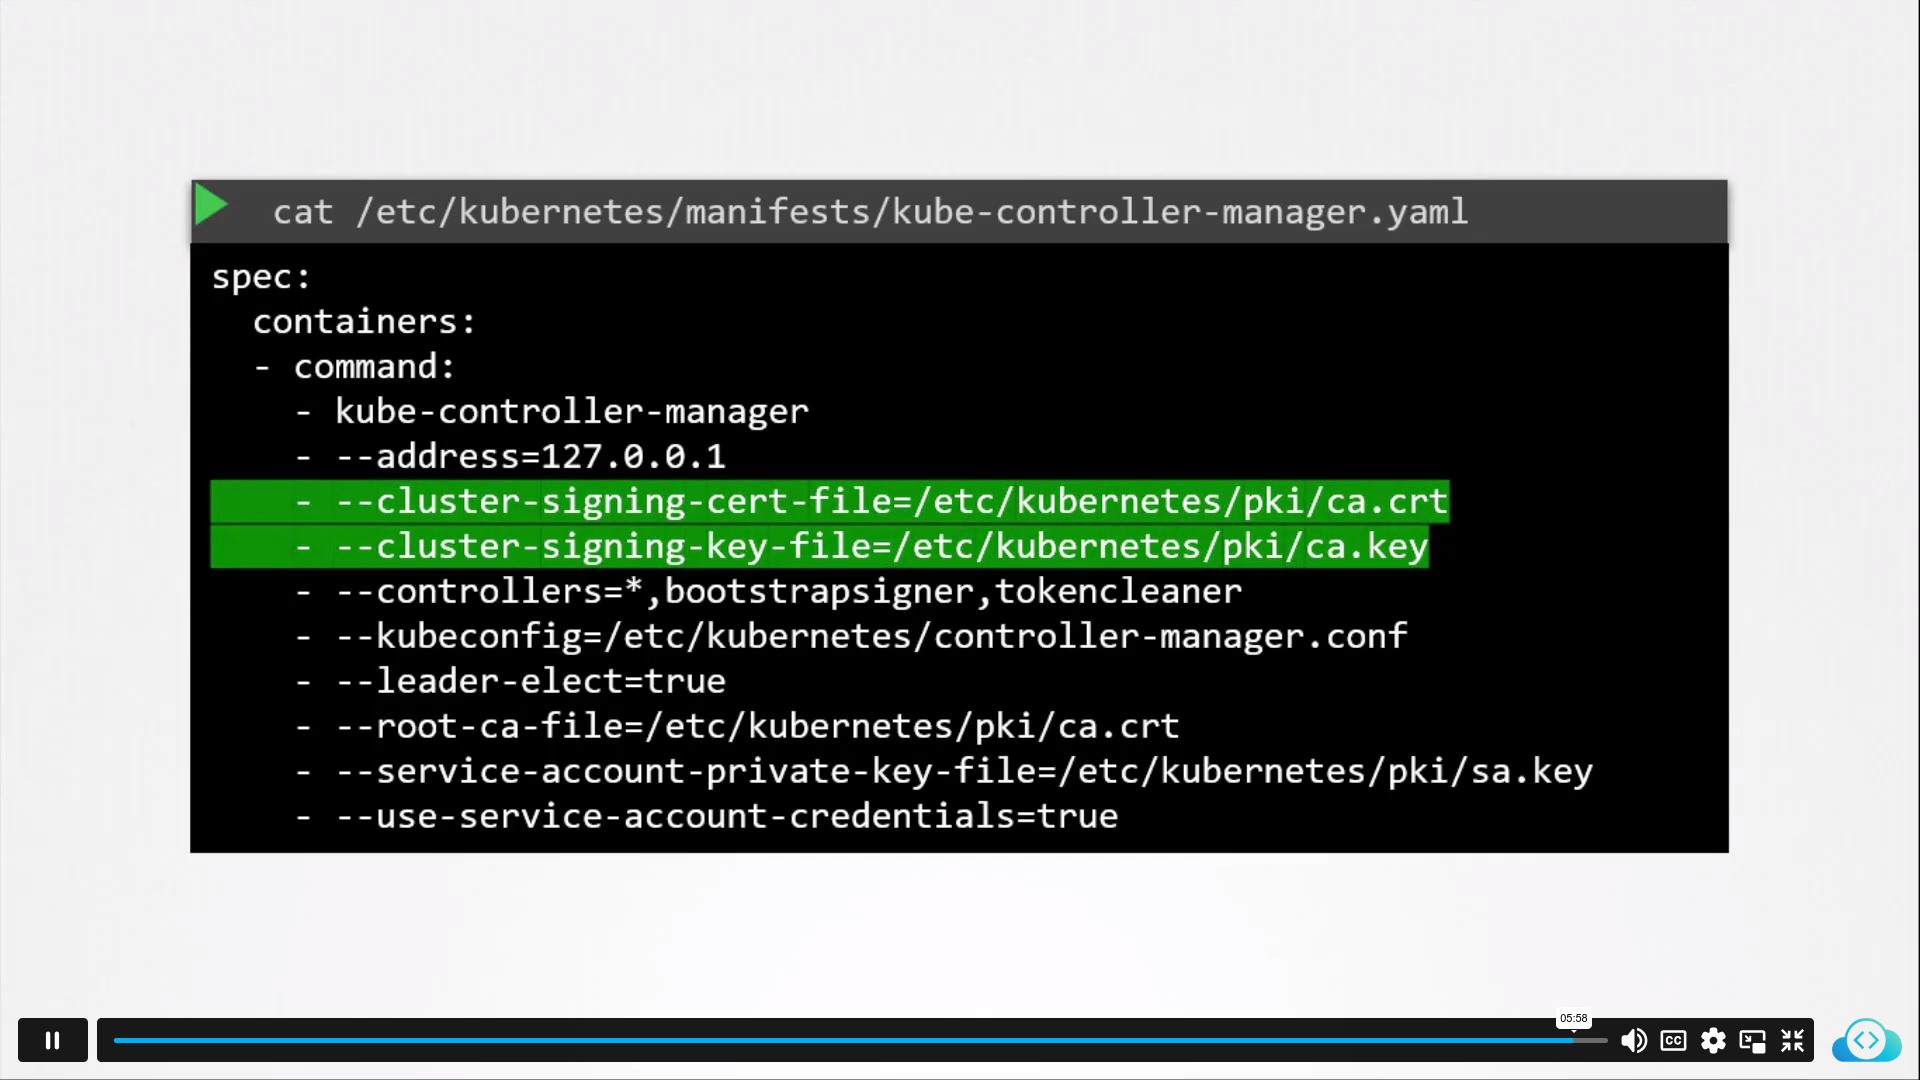 cat /etc/kubernetes/manifests/kube-controller-manager.yaml
spec:
  containers:
  - command:
    - kube-controller-manager
    - --address=127.0.0.1
    - --cluster-signing-cert-file=/etc/kubernetes/pki/ca.crt
    - --cluster-signing-key-file=/etc/kubernetes/pki/ca.key
    - --controllers=*,bootstrapsigner,tokencleaner
    - --kubeconfig=/etc/kubernetes/controller-manager.conf
    - --leader-elect=true
    - --root-ca-file=/etc/kubernetes/pki/ca.crt
    - --service-account-private-key-file=/etc/kubernetes/pki/sa.key
    - --use-service-account-credentials=true
05:58
CC